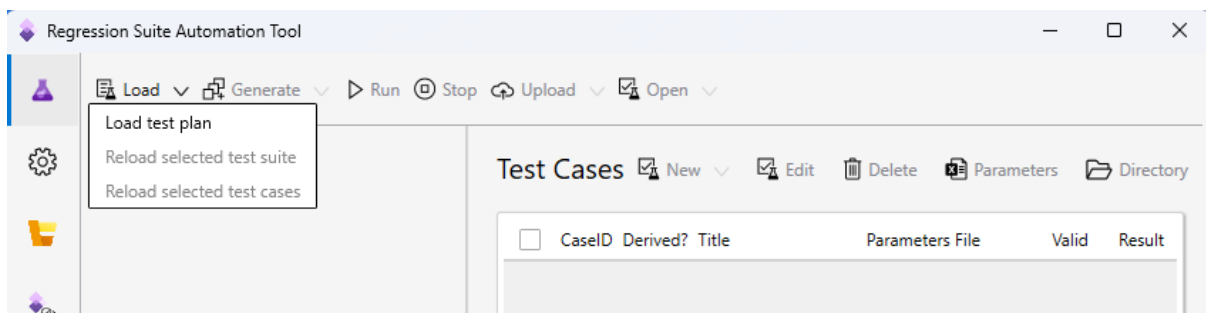 Regression Suite Automation Tool
Load Generate Run Stop Upload Open
Load test plan
Reload selected test suite
Reload selected test cases
Test Cases New Edit Delete Parameters Directory
CaseID Derived? Title Parameters File Valid Result